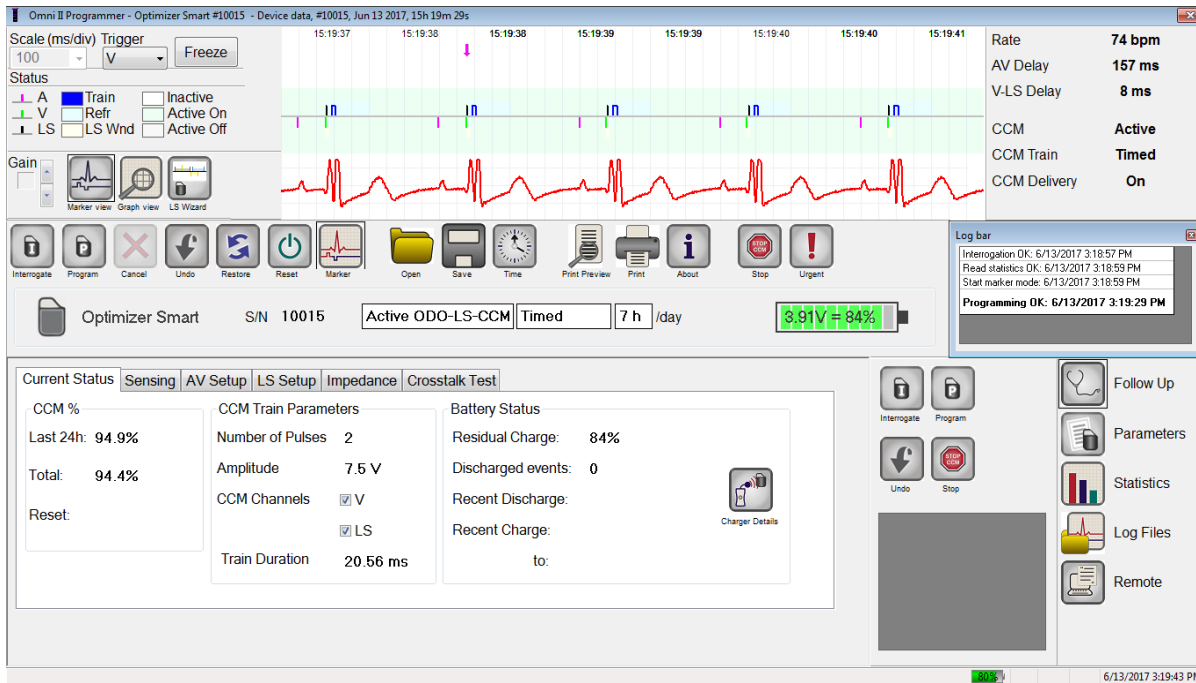 Omni II Programmer - Optimizer Smart #10015 - Device data, #10015, Jun 13 2017, 15h 19m 29s
Scale (ms/div) Trigger
100 V Freeze
15:19:37 15:19:38 15:19:38 15:19:39 15:19:39 15:19:40 15:19:40 15:19:41
Status
A Train Inactive
V Refr Active On
LS LS Wnd Active Off
Gain
Marker view Graph view LS Wizard
Rate 74 bpm
AV Delay 157 ms
V-LS Delay 8 ms
CCM Active
CCM Train Timed
CCM Delivery On
Interrogate Program Cancel Undo Restore Reset Marker Open Save Time Print Preview Print About STOP CCM Stop Urgent
Log bar
Interrogation OK: 6/13/2017 3:18:57 PM
Read statistics OK: 6/13/2017 3:18:59 PM
Start marker mode: 6/13/2017 3:18:59 PM
Programming OK: 6/13/2017 3:19:29 PM
Optimizer Smart S/N 10015 Active ODO-LS-CCM Timed 7 h /day 3.91V = 84%
Current Status Sensing AV Setup LS Setup Impedance Crosstalk Test
CCM %
Last 24h: 94.9%
Total: 94.4%
Reset:
CCM Train Parameters
Number of Pulses 2
Amplitude 7.5 V
CCM Channels V
LS
Train Duration 20.56 ms
Battery Status
Residual Charge: 84%
Discharged events: 0
Recent Discharge:
Recent Charge:
to:
Charger Details
Interrogate Program
Undo STOP CCM Stop
Follow Up
Parameters
Statistics
Log Files
Remote
80% 6/13/2017 3:19:43 PM